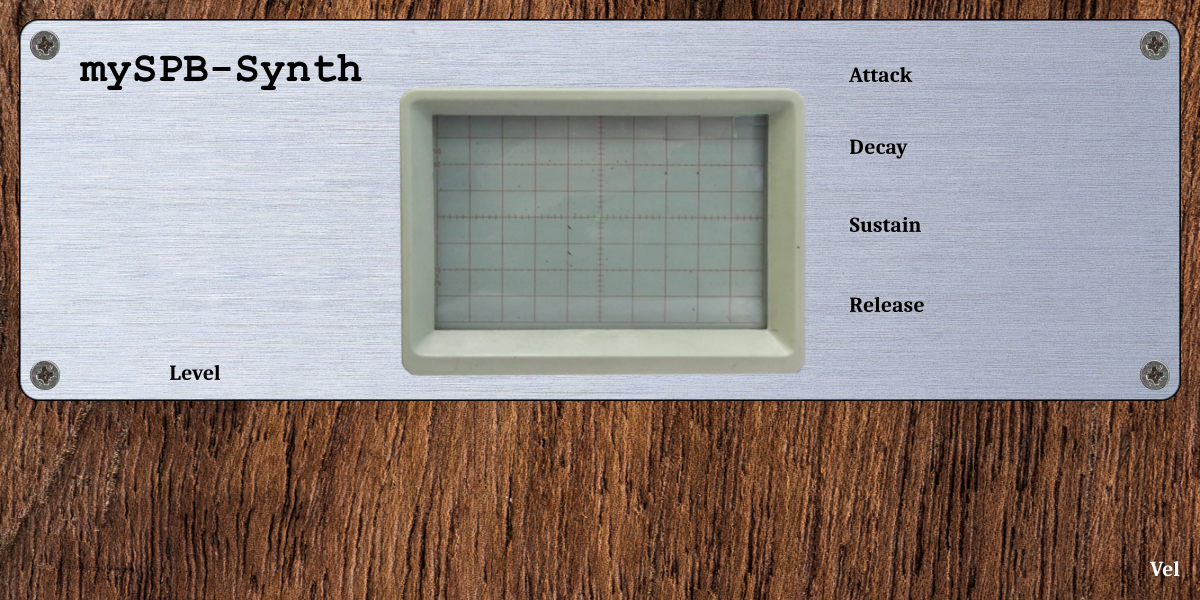 mySPB-Synth
Attack
Decay
Sustain
Release
Level
Vel